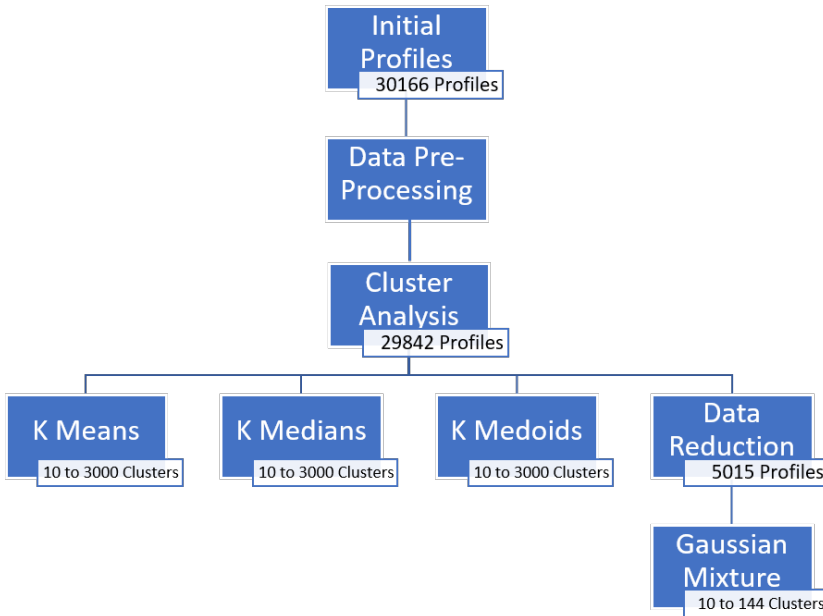 Initial
Profiles
30166 Profiles
Data Pre-
Processing
Cluster
Analysis
29842 Profiles
K Means
10 to 3000 Clusters
K Medians
10 to 3000 Clusters
K Medoids
10 to 3000 Clusters
Data
Reduction
5015 Profiles
Gaussian
Mixture
10 to 144 Clusters